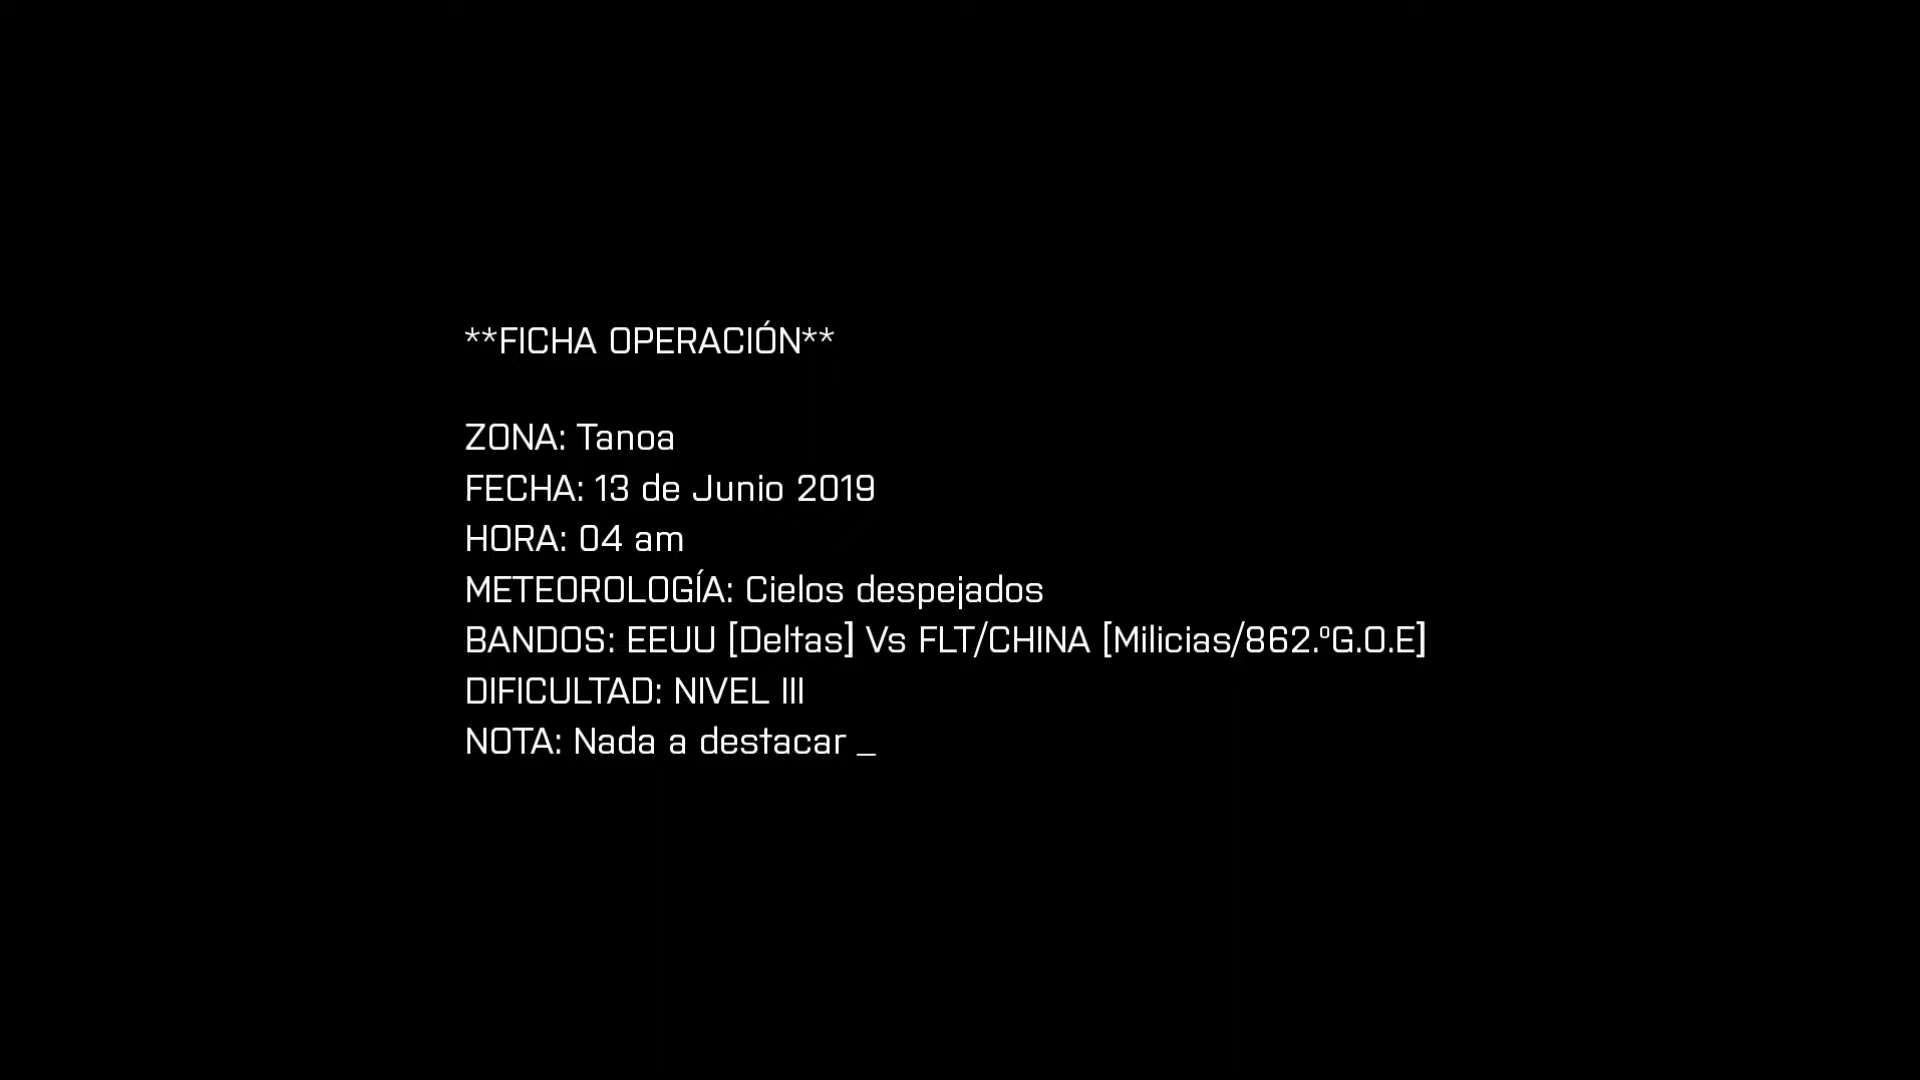 **FICHA OPERACIÓN**
ZONA: Tanoa
FECHA: 13 de Junio 2019
HORA: 04 am
METEOROLOGÍA: Cielos despejados
BANDOS: EEUU [Deltas] Vs FLT/CHINA [Milicias/862.ºG.O.E]
DIFICULTAD: NIVEL III
NOTA: Nada a destacar _